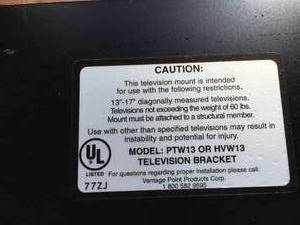 CAUTION:
This television mount is intended
for use with the following restrictions.
13"-17" diagonally measured televisions.
Televisions not exceeding the weight of 60 lbs.
Mount must be attached to a structural member.
Use with other than specified televisions may result in
instability and potential for injury.
MODEL: PTW13 OR HVW13
TELEVISION BRACKET
UL
LISTED
77ZJ
For questions regarding proper installation please call:
Vantage Point Products Corp.
1 800 582 9595